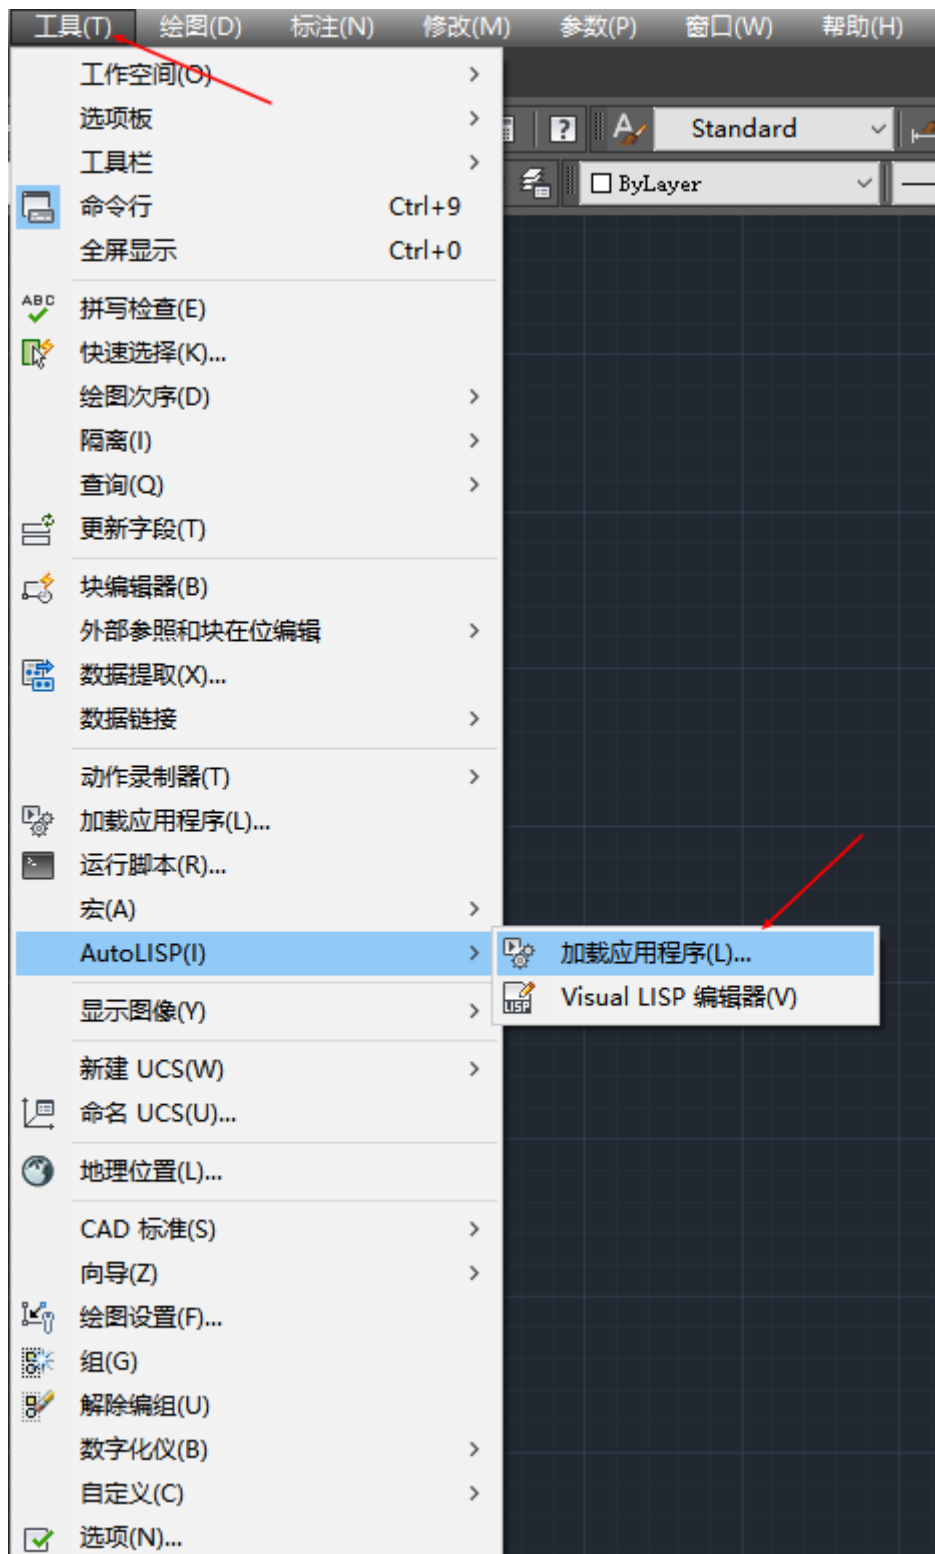 工具(T) 绘图(D) 标注(N) 修改(M) 参数(P) 窗口(W) 帮助(H)
工作空间(O)
选项板
? Standard
工具栏
ByLayer
命令行 Ctrl+9
全屏显示 Ctrl+0
ABC 拼写检查(E)
快速选择(K)...
绘图次序(D)
隔离(I)
查询(Q)
更新字段(T)
块编辑器(B)
外部参照和块在位编辑
数据提取(X)...
数据链接
动作录制器(T)
加载应用程序(L)...
运行脚本(R)...
宏(A)
AutoLISP(I) 加载应用程序(L)...
LISP Visual LISP 编辑器(V)
显示图像(Y)
新建 UCS(W)
命名 UCS(U)...
地理位置(L)...
CAD 标准(S)
向导(Z)
绘图设置(F)...
组(G)
解除编组(U)
数字化仪(B)
自定义(C)
选项(N)...